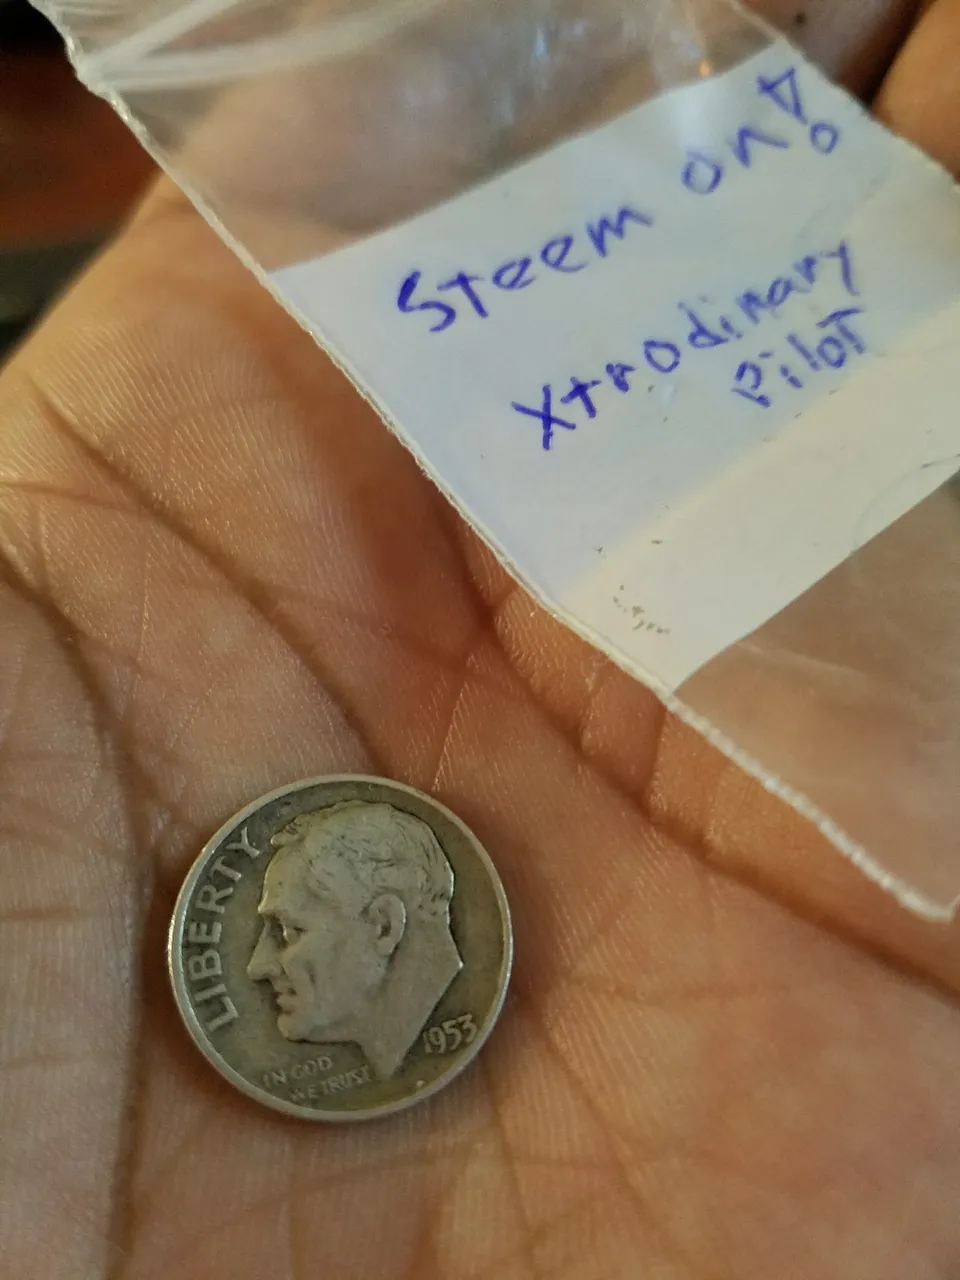 Steem on!
Xtrodinary
Pilot
LIBERTY
IN GOD
WE TRUST
1953